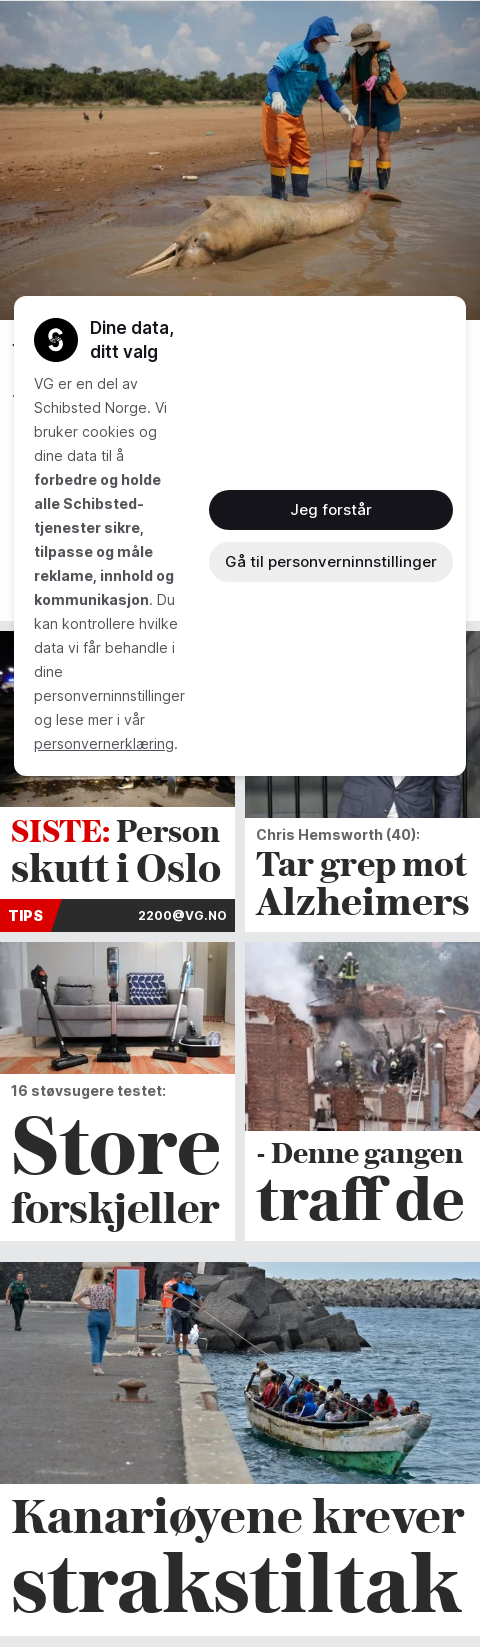 Dine data,
ditt valg
VG er en del av
Schibsted Norge. Vi
bruker cookies og
dine data til å
forbedre og holde
alle Schibsted-
tjenester sikre,
tilpasse og måle
reklame, innhold og
kommunikasjon. Du
kan kontrollere hvilke
data vi får behandle i
dine
personverninnstillinger
og lese mer i vår
personvernerklæring.
Jeg forstår
Gå til personverninnstillinger
SISTE: Person
skutt i Oslo
TIPS 2200@VG.NO
Chris Hemsworth (40):
Tar grep mot
Alzheimers
16 støvsugere testet:
Store
forskjeller
- Denne gangen
traff de
Kanariøyene krever
strakstiltak